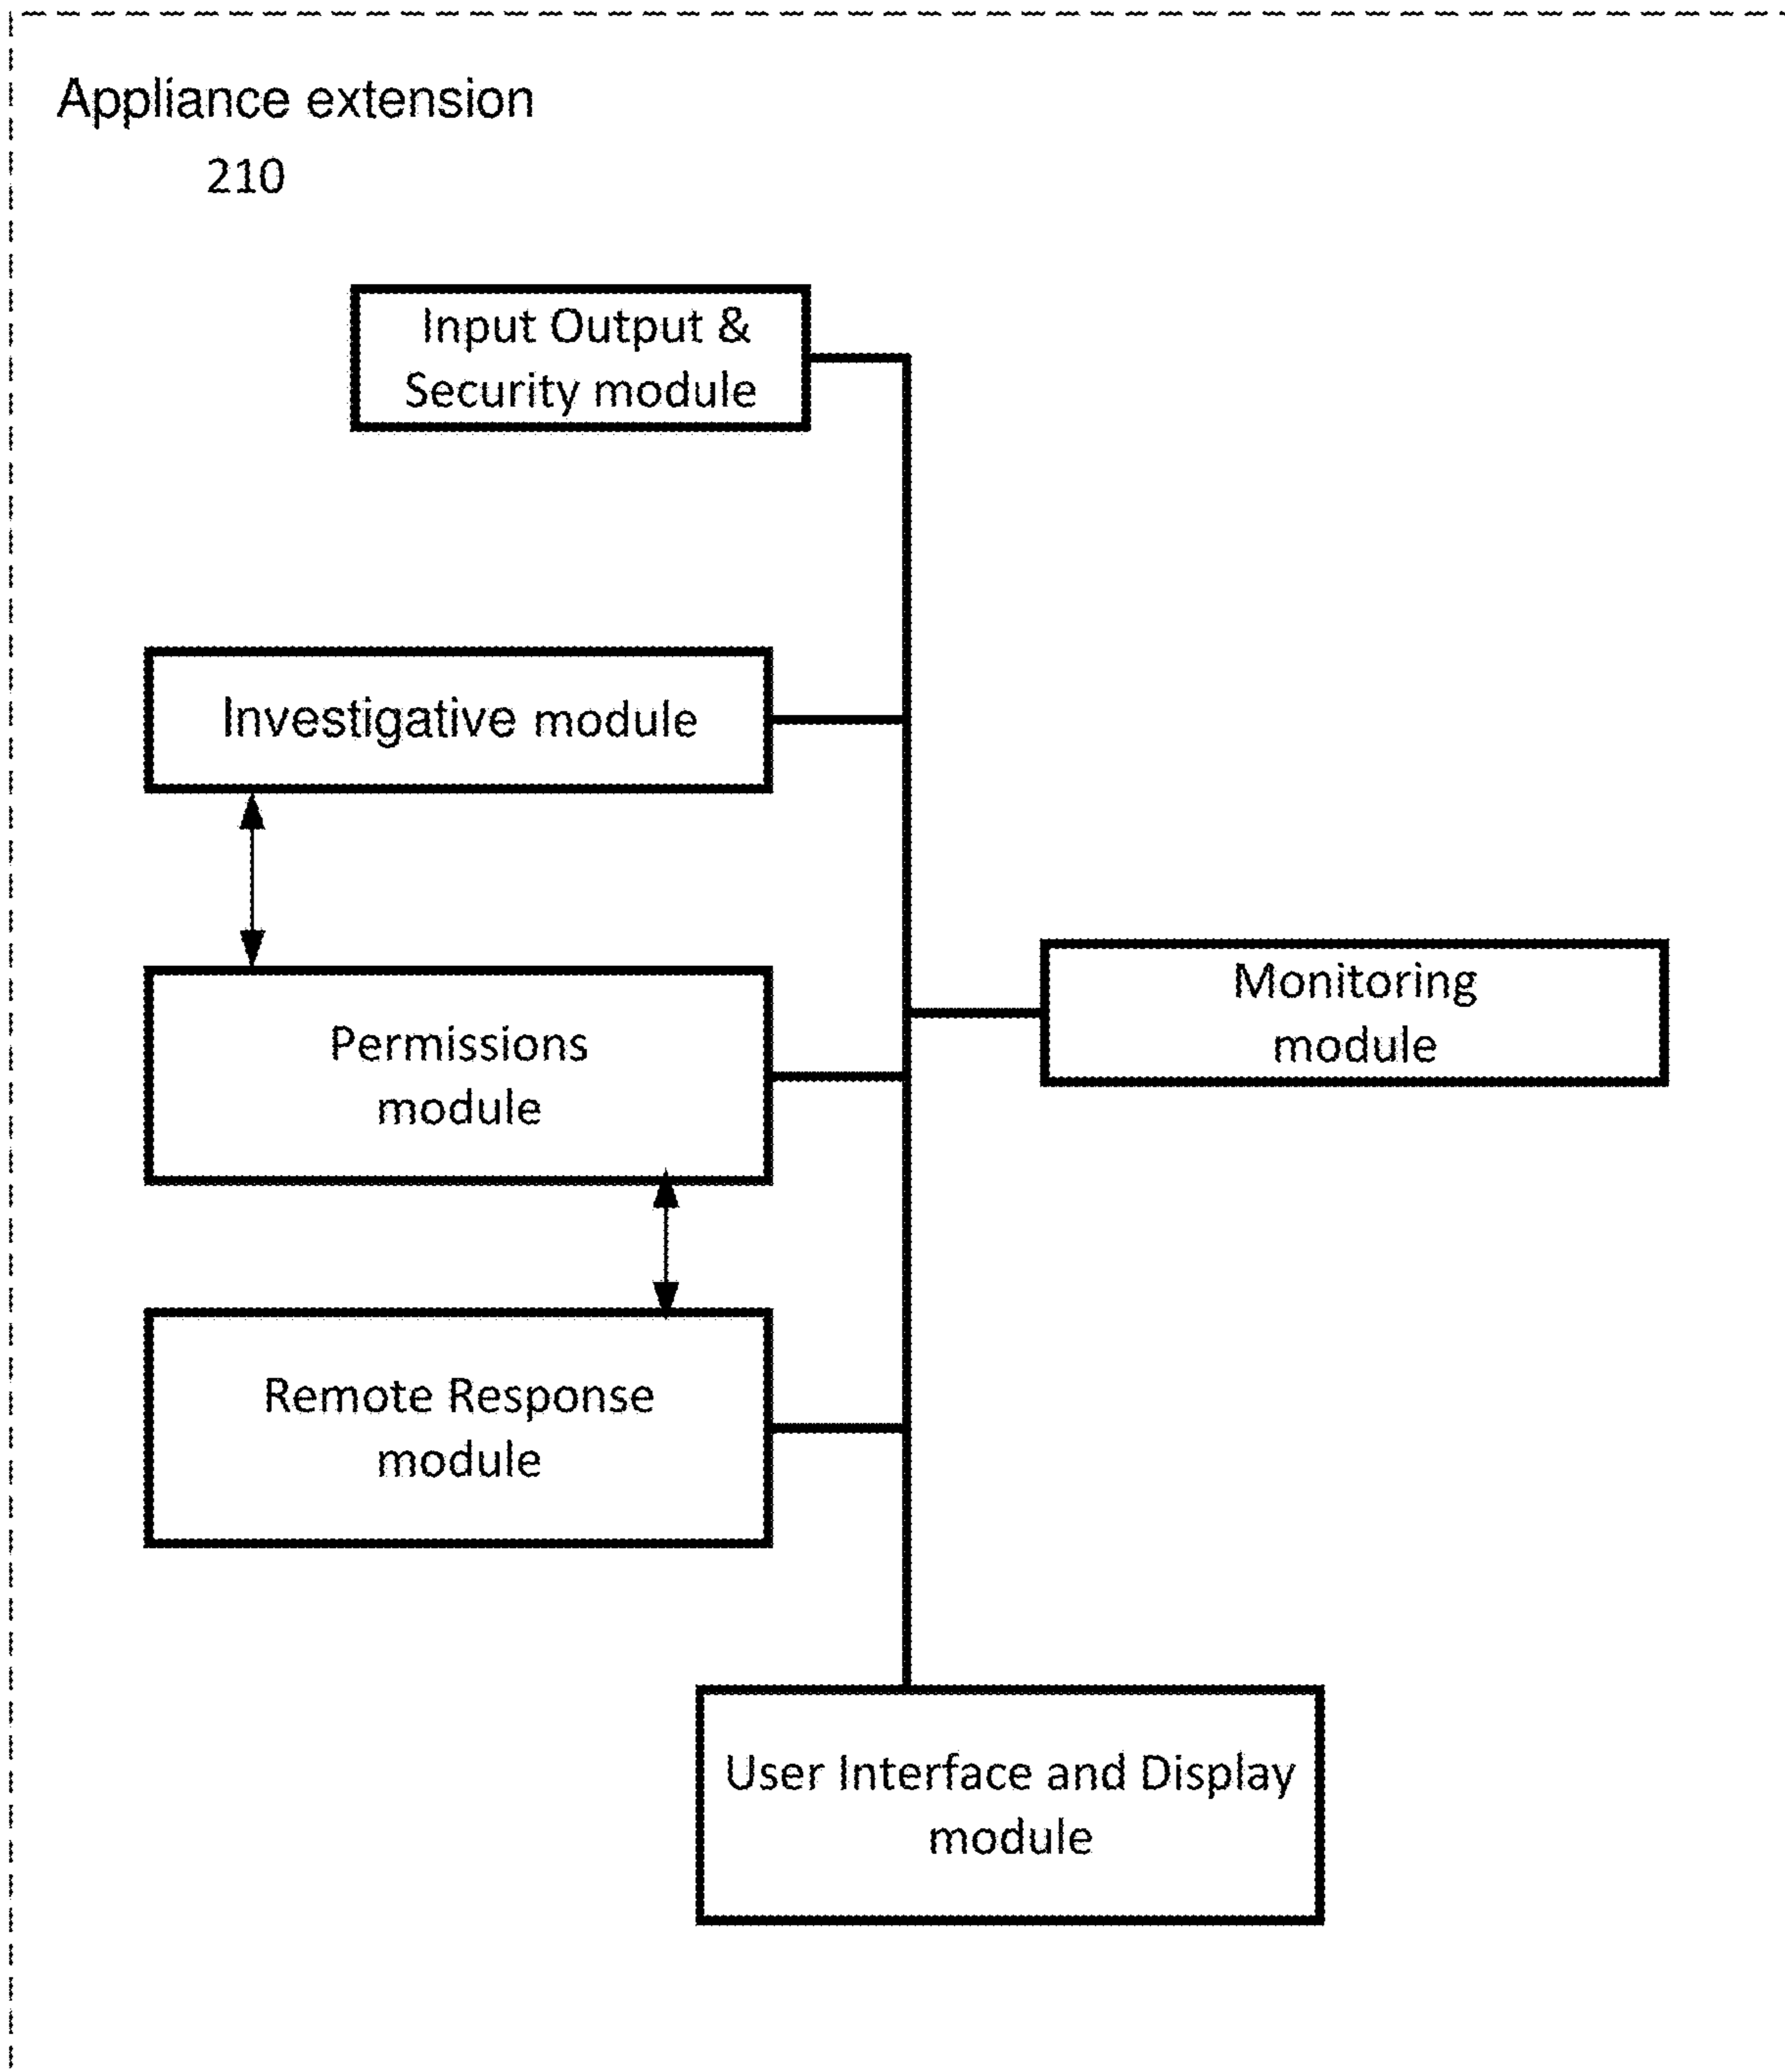 Appliance extension
210
Input Output &
Security module
Investigative module
Permissions
module
Monitoring
module
Remote Response
module
User Interface and Display
module